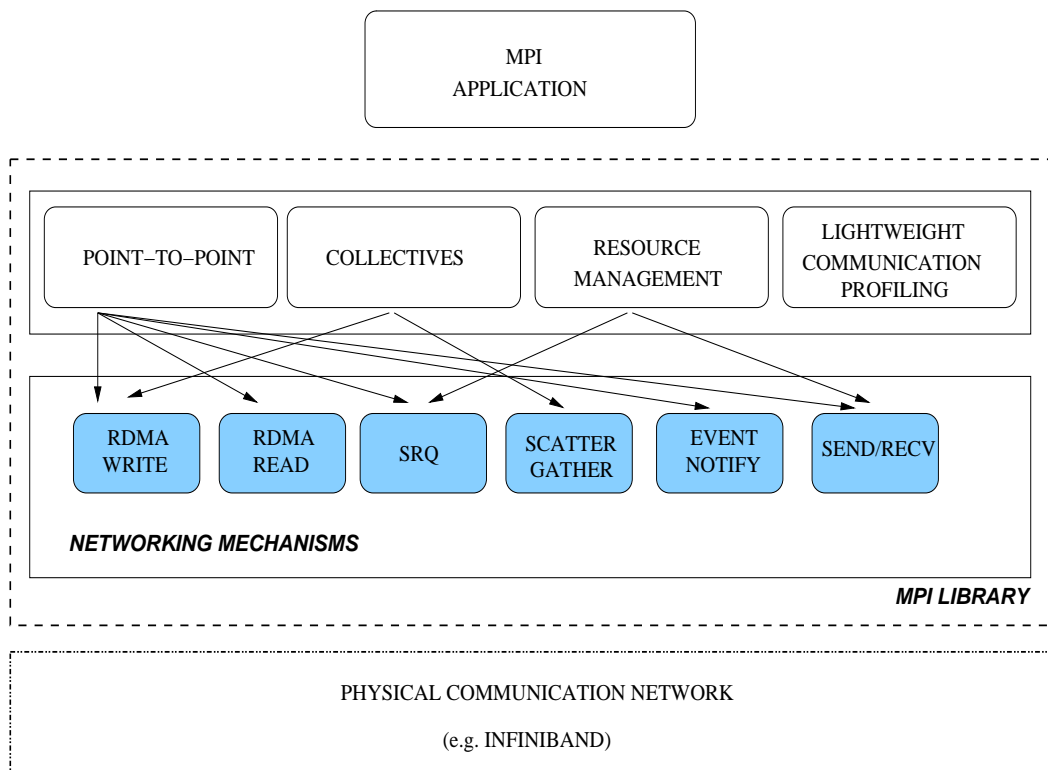 MPI
APPLICATION
POINT−TO−POINT
COLLECTIVES
RESOURCE
MANAGEMENT
LIGHTWEIGHT
COMMUNICATION
PROFILING
RDMA
WRITE
RDMA
READ
SRQ
SCATTER
GATHER
EVENT
NOTIFY
SEND/RECV
NETWORKING MECHANISMS
MPI LIBRARY
PHYSICAL COMMUNICATION NETWORK
(e.g. INFINIBAND)